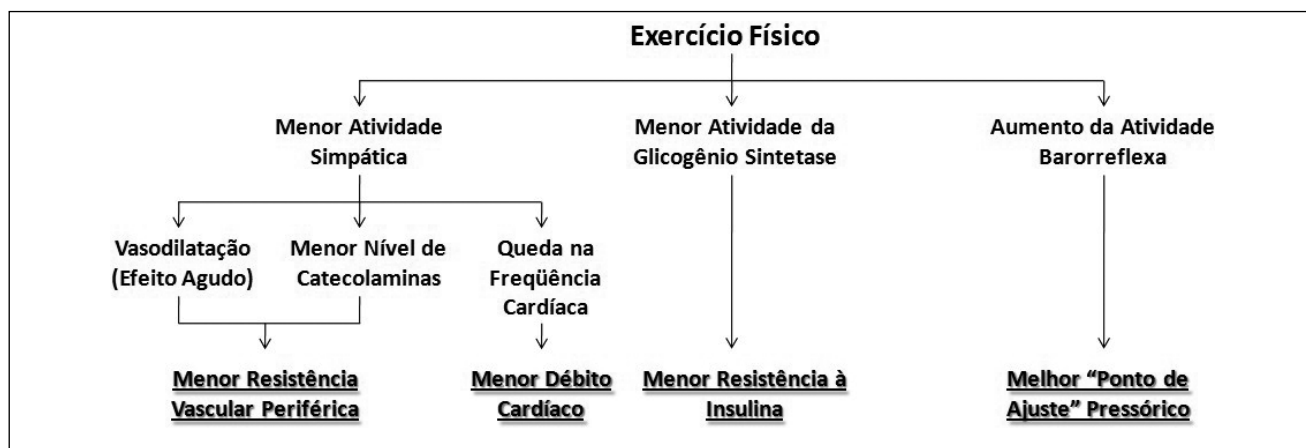 Exercício Físico
Menor Atividade
Simpática
Menor Atividade da
Glicogênio Sintetase
Aumento da Atividade
Barorreflexa
Vasodilatação
(Efeito Agudo)
Menor Nível de
Catecolaminas
Queda na
Freqüência
Cardíaca
Menor Resistência
Vascular Periférica
Menor Débito
Cardíaco
Menor Resistência à
Insulina
Melhor “Ponto de
Ajuste” Pressórico